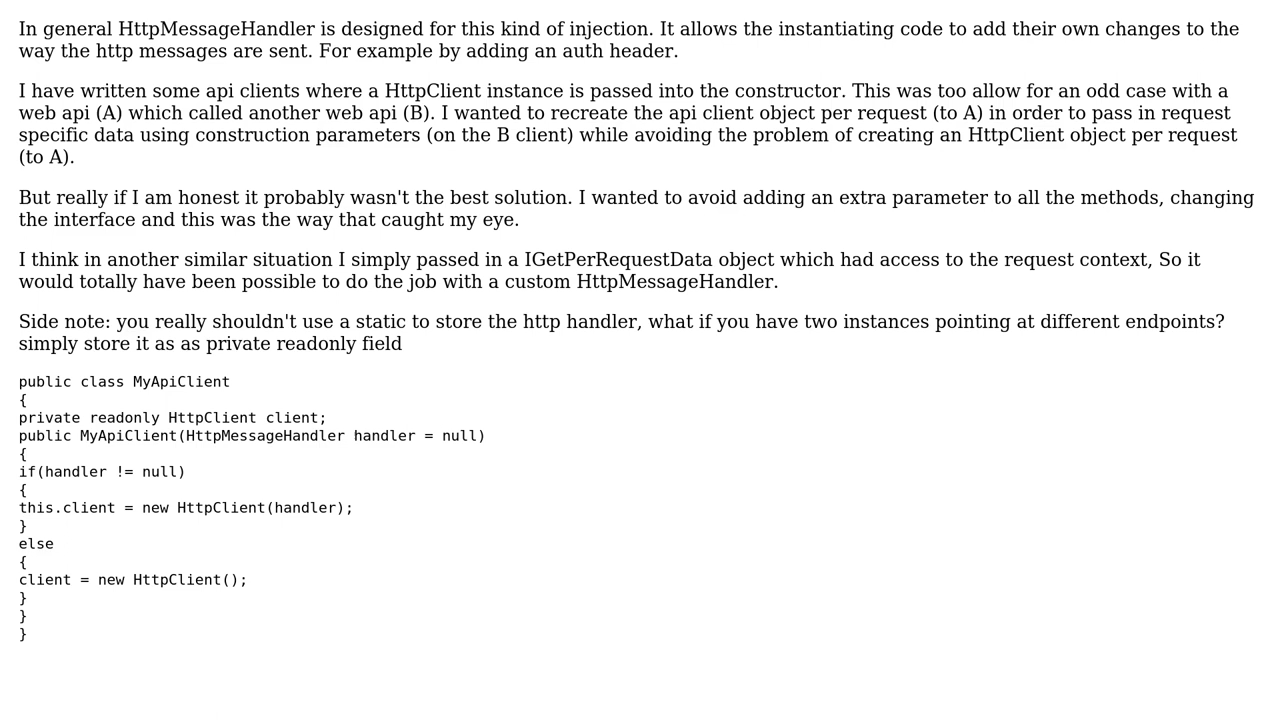 In general HttpMessageHandler is designed for this kind of injection. It allows the instantiating code to add their own changes to the
way the http messages are sent. For example by adding an auth header.
I have written some api clients where a HttpClient instance is passed into the constructor. This was too allow for an odd case with a
web api (A) which called another web api (B). I wanted to recreate the api client object per request (to A) in order to pass in request
specific data using construction parameters (on the B client) while avoiding the problem of creating an HttpClient object per request
(to A).
But really if I am honest it probably wasn't the best solution. I wanted to avoid adding an extra parameter to all the methods, changing
the interface and this was the way that caught my eye.
I think in another similar situation I simply passed in a IGetPerRequestData object which had access to the request context, So it
would totally have been possible to do the job with a custom HttpMessageHandler.
Side note: you really shouldn't use a static to store the http handler, what if you have two instances pointing at different endpoints?
simply store it as as private readonly field
public class MyApiClient
{
private readonly HttpClient client;
public MyApiClient(HttpMessageHandler handler = null)
{
if(handler != null)
{
this.client = new HttpClient(handler);
}
else
{
client = new HttpClient();
}
}
}